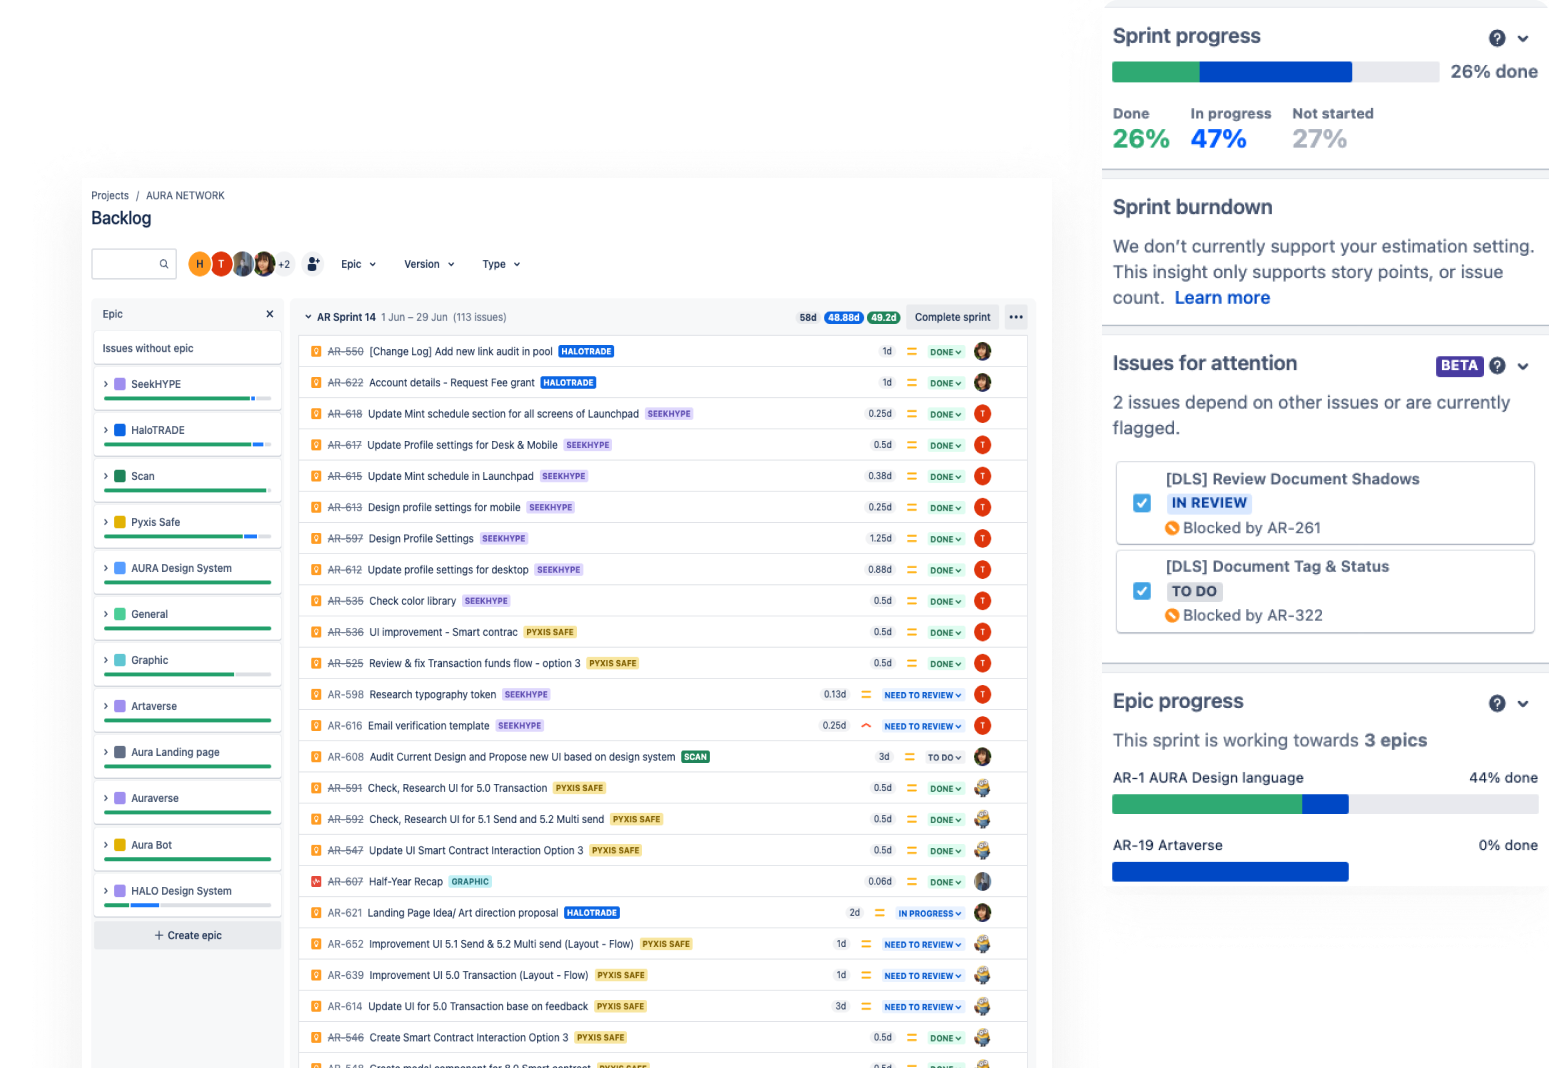 Projects / AURA NETWORK
Backlog
H T +2 Epic Version Type
Epic
Issues without epic
SeekHYPE
HaloTRADE
Scan
Pyxis Safe
AURA Design System
General
Graphic
Artaverse
Aura Landing page
Auraverse
Aura Bot
HALO Design System
+ Create epic
AR Sprint 14 1 Jun – 29 Jun (113 issues) 58d 48.88d 49.2d Complete sprint
AR-550 [Change Log] Add new link audit in pool HALOTRADE 1d DONE
AR-622 Account details - Request Fee grant HALOTRADE 1d DONE
AR-618 Update Mint schedule section for all screens of Launchpad SEEKHYPE 0.25d DONE T
AR-617 Update Profile settings for Desk & Mobile SEEKHYPE 0.5d DONE T
AR-615 Update Mint schedule in Launchpad SEEKHYPE 0.38d DONE T
AR-613 Design profile settings for mobile SEEKHYPE 0.25d DONE T
AR-597 Design Profile Settings SEEKHYPE 1.25d DONE T
AR-612 Update profile settings for desktop SEEKHYPE 0.88d DONE T
AR-535 Check color library SEEKHYPE 0.5d DONE T
AR-536 UI improvement - Smart contrac PYXIS SAFE 0.5d DONE T
AR-525 Review & fix Transaction funds flow - option 3 PYXIS SAFE 0.5d DONE T
AR-598 Research typography token SEEKHYPE 0.13d NEED TO REVIEW T
AR-616 Email verification template SEEKHYPE 0.25d NEED TO REVIEW T
AR-608 Audit Current Design and Propose new UI based on design system SCAN 3d TO DO
AR-591 Check, Research UI for 5.0 Transaction PYXIS SAFE 0.5d DONE
AR-592 Check, Research UI for 5.1 Send and 5.2 Multi send PYXIS SAFE 0.5d DONE
AR-547 Update UI Smart Contract Interaction Option 3 PYXIS SAFE 0.5d DONE
AR-607 Half-Year Recap GRAPHIC 0.06d DONE
AR-621 Landing Page Idea/ Art direction proposal HALOTRADE 2d IN PROGRESS
AR-652 Improvement UI 5.1 Send & 5.2 Multi send (Layout - Flow) PYXIS SAFE 1d NEED TO REVIEW
AR-639 Improvement UI 5.0 Transaction (Layout - Flow) PYXIS SAFE 1d NEED TO REVIEW
AR-614 Update UI for 5.0 Transaction base on feedback PYXIS SAFE 3d NEED TO REVIEW
AR-546 Create Smart Contract Interaction Option 3 PYXIS SAFE 0.5d DONE
Sprint progress
26% done
Done In progress Not started
26% 47% 27%
Sprint burndown
We don't currently support your estimation setting.
This insight only supports story points, or issue
count. Learn more
Issues for attention BETA
2 issues depend on other issues or are currently
flagged.
[DLS] Review Document Shadows
IN REVIEW
Blocked by AR-261
[DLS] Document Tag & Status
TO DO
Blocked by AR-322
Epic progress
This sprint is working towards 3 epics
AR-1 AURA Design language 44% done
AR-19 Artaverse 0% done